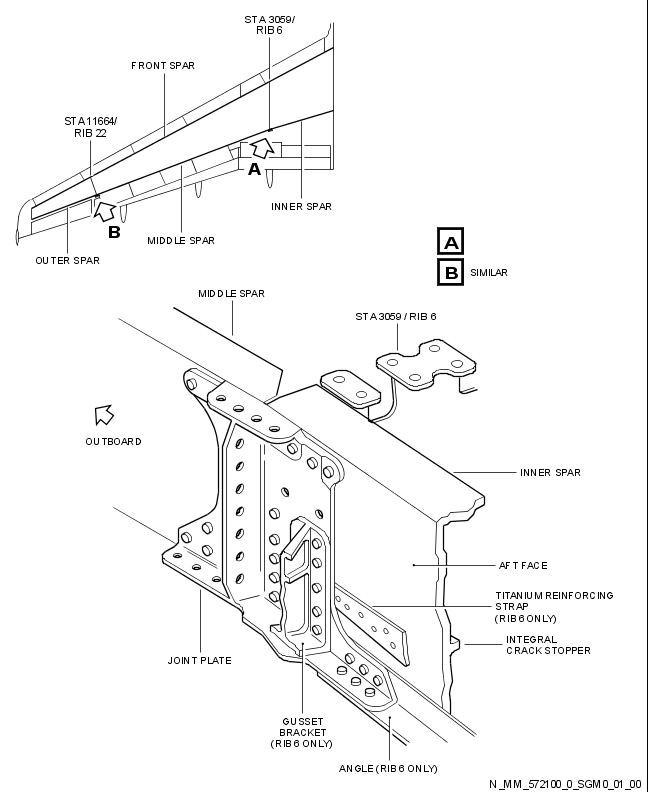 STA 3059/
RIB 6
FRONT SPAR
STA 11664/
RIB 22
A
INNER SPAR
B
MIDDLE SPAR
OUTER SPAR
A
B SIMILAR
MIDDLE SPAR
STA 3059 / RIB 6
OUTBOARD
INNER SPAR
AFT FACE
TITANIUM REINFORCING
STRAP
(RIB 6 ONLY)
INTEGRAL
CRACK STOPPER
JOINT PLATE
GUSSET
BRACKET
(RIB 6 ONLY)
ANGLE (RIB 6 ONLY)
N_MM_572100_0_SGM0_01_00